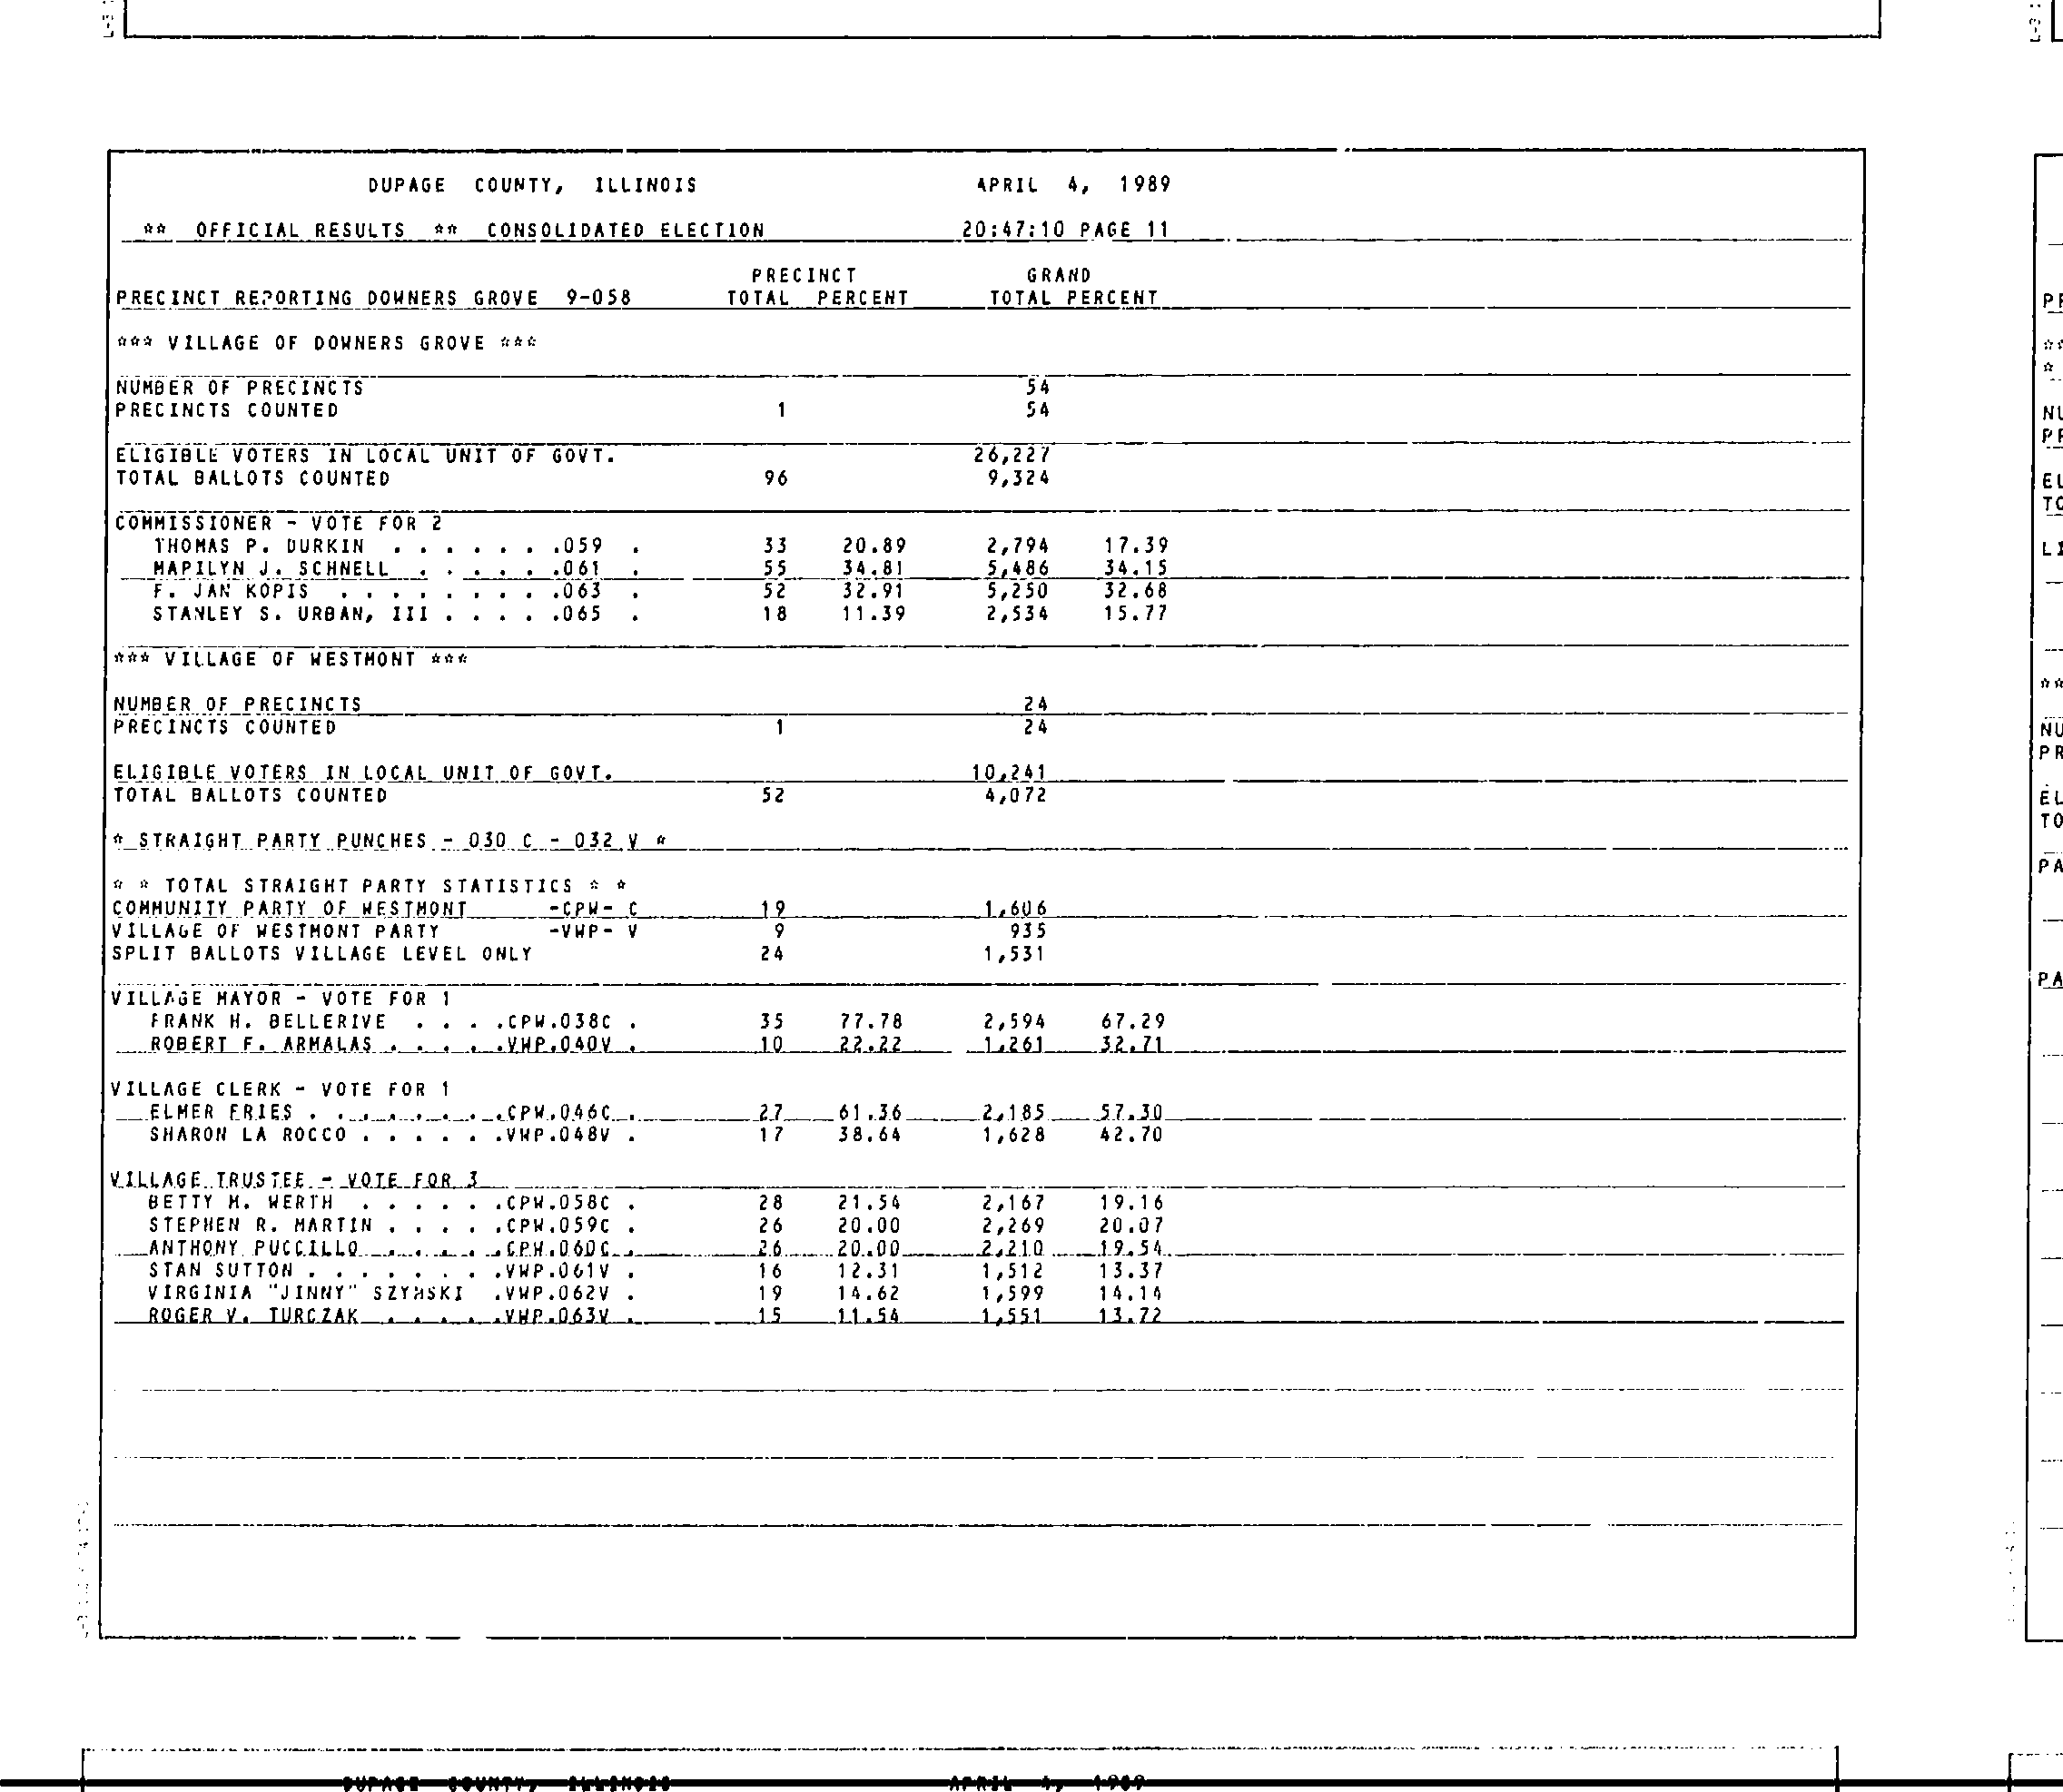 DUPAGE COUNTY, ILLINOIS APRIL 4, 1989
** OFFICIAL RESULTS ** CONSOLIDATED ELECTION 20:47:10 PAGE 11
PRECINCT GRAND
PRECINCT REPORTING DOWNERS GROVE 9-058 TOTAL PERCENT TOTAL PERCENT
*** VILLAGE OF DOWNERS GROVE ***
NUMBER OF PRECINCTS 54
PRECINCTS COUNTED 1 54
ELIGIBLE VOTERS IN LOCAL UNIT OF GOVT. 26,227
TOTAL BALLOTS COUNTED 96 9,324
COMMISSIONER - VOTE FOR 2
THOMAS P. DURKIN . . . . . . .059 . 33 20.89 2,794 17.39
MAPILYN J. SCHNELL . . . . . .061 . 55 34.81 5,486 34.15
F. JAN KOPIS . . . . . . . . .063 . 52 32.91 5,250 32.68
STANLEY S. URBAN, III . . . . .065 . 18 11.39 2,534 15.77
*** VILLAGE OF WESTMONT ***
NUMBER OF PRECINCTS 24
PRECINCTS COUNTED 1 24
ELIGIBLE VOTERS IN LOCAL UNIT OF GOVT. 10,241
TOTAL BALLOTS COUNTED 52 4,072
* STRAIGHT PARTY PUNCHES - 030 C - 032 V *
* * TOTAL STRAIGHT PARTY STATISTICS * *
COMMUNITY PARTY OF WESTMONT -CPW- C 19 1,606
VILLAGE OF WESTMONT PARTY -VWP- V 9 935
SPLIT BALLOTS VILLAGE LEVEL ONLY 24 1,531
VILLAGE MAYOR - VOTE FOR 1
FRANK H. BELLERIVE . . . .CPW.038C . 35 77.78 2,594 67.29
ROBERT F. ARMALAS . . . . .VWP.040V . 10 22.22 1,261 32.71
VILLAGE CLERK - VOTE FOR 1
ELMER FRIES . . . . . . . .CPW.046C . 27 61.36 2,185 57.30
SHARON LA ROCCO . . . . . .VWP.048V . 17 38.64 1,628 42.70
VILLAGE TRUSTEE - VOTE FOR 3
BETTY M. WERTH . . . . . .CPW.058C . 28 21.54 2,167 19.16
STEPHEN R. MARTIN . . . . .CPW.059C . 26 20.00 2,269 20.07
ANTHONY PUCCILLO . . . . .CPW.060C . 26 20.00 2,210 19.54
STAN SUTTON . . . . . . . .VWP.061V . 16 12.31 1,512 13.37
VIRGINIA "JINNY" SZYMSKI .VWP.062V . 19 14.62 1,599 14.14
ROGER V. TURCZAK . . . . .VWP.063V . 15 11.54 1,551 13.72
DUPAGE COUNTY, ILLINOIS APRIL 4, 1989